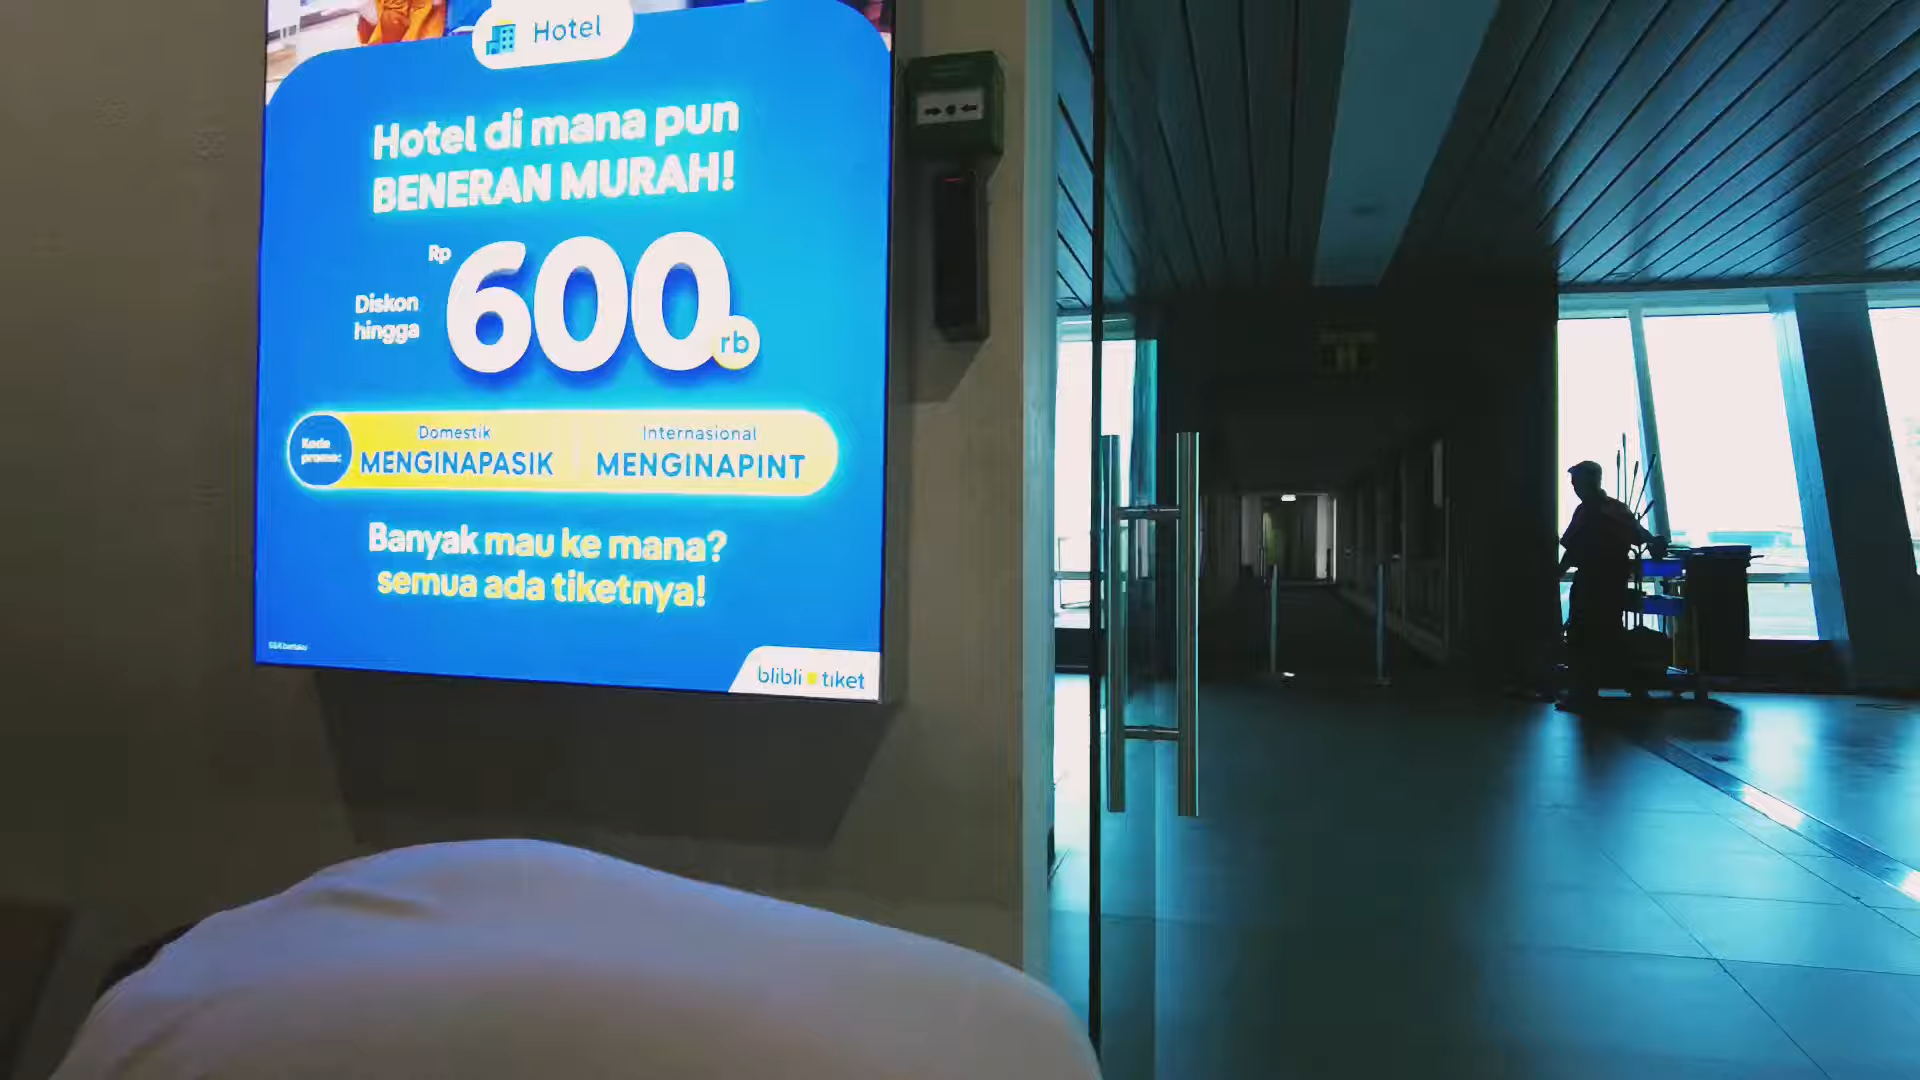 Hotel
Hotel di mana pun
BENERAN MURAH!
Diskon hingga
Rp 600 rb
Kode promo:
Domestik
MENGINAPASIK
Internasional
MENGINAPINT
Banyak mau ke mana?
semua ada tiketnya!
S&K berlaku
blibli tiket